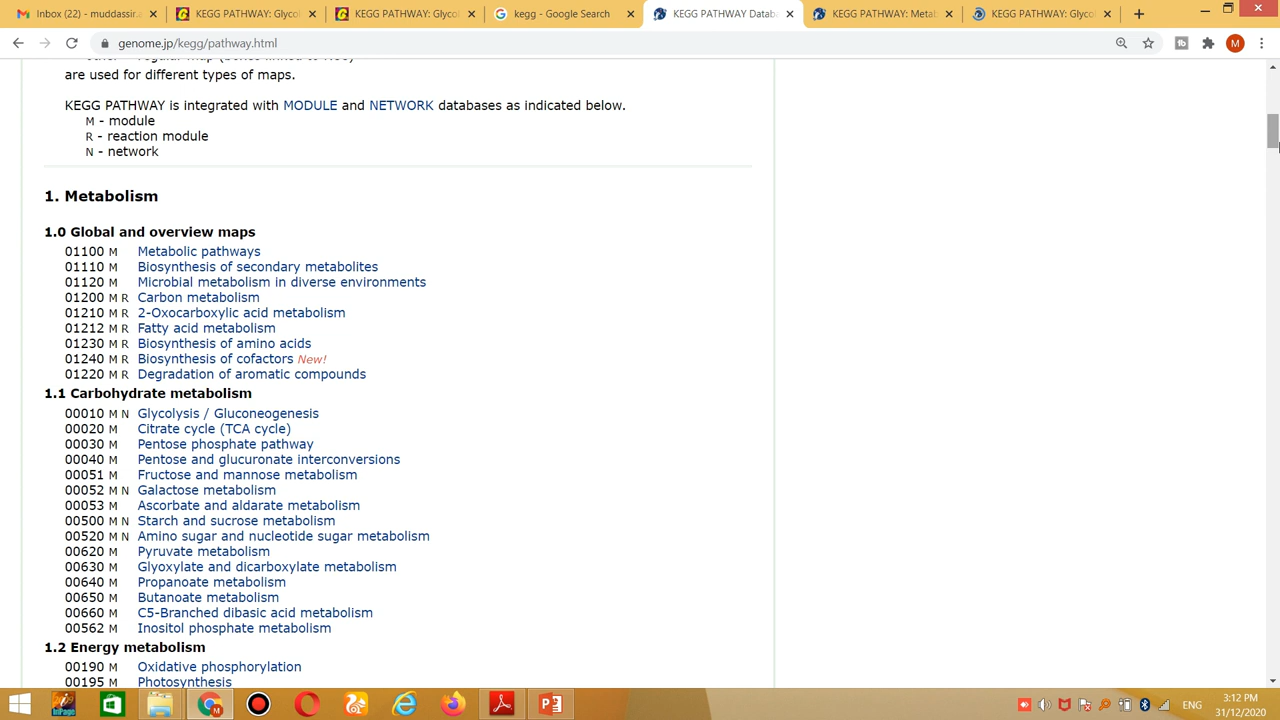 Inbox (22) - muddassir.
KEGG PATHWAY: Glycol
KEGG PATHWAY: Glycol
kegg - Google Search
KEGG PATHWAY Databa
KEGG PATHWAY: Metab
KEGG PATHWAY: Glyco
genome.jp/kegg/pathway.html
M
are used for different types of maps.
KEGG PATHWAY is integrated with MODULE and NETWORK databases as indicated below.
M - module
R - reaction module
N - network
1. Metabolism
1.0 Global and overview maps
01100 M Metabolic pathways
01110 M Biosynthesis of secondary metabolites
01120 M Microbial metabolism in diverse environments
01200 M R Carbon metabolism
01210 M R 2-Oxocarboxylic acid metabolism
01212 M R Fatty acid metabolism
01230 M R Biosynthesis of amino acids
01240 M R Biosynthesis of cofactors New!
01220 M R Degradation of aromatic compounds
1.1 Carbohydrate metabolism
00010 M N Glycolysis / Gluconeogenesis
00020 M Citrate cycle (TCA cycle)
00030 M Pentose phosphate pathway
00040 M Pentose and glucuronate interconversions
00051 M Fructose and mannose metabolism
00052 M N Galactose metabolism
00053 M Ascorbate and aldarate metabolism
00500 M N Starch and sucrose metabolism
00520 M N Amino sugar and nucleotide sugar metabolism
00620 M Pyruvate metabolism
00630 M Glyoxylate and dicarboxylate metabolism
00640 M Propanoate metabolism
00650 M Butanoate metabolism
00660 M C5-Branched dibasic acid metabolism
00562 M Inositol phosphate metabolism
1.2 Energy metabolism
00190 M Oxidative phosphorylation
00195 M Photosynthesis
ENG
3:12 PM
31/12/2020